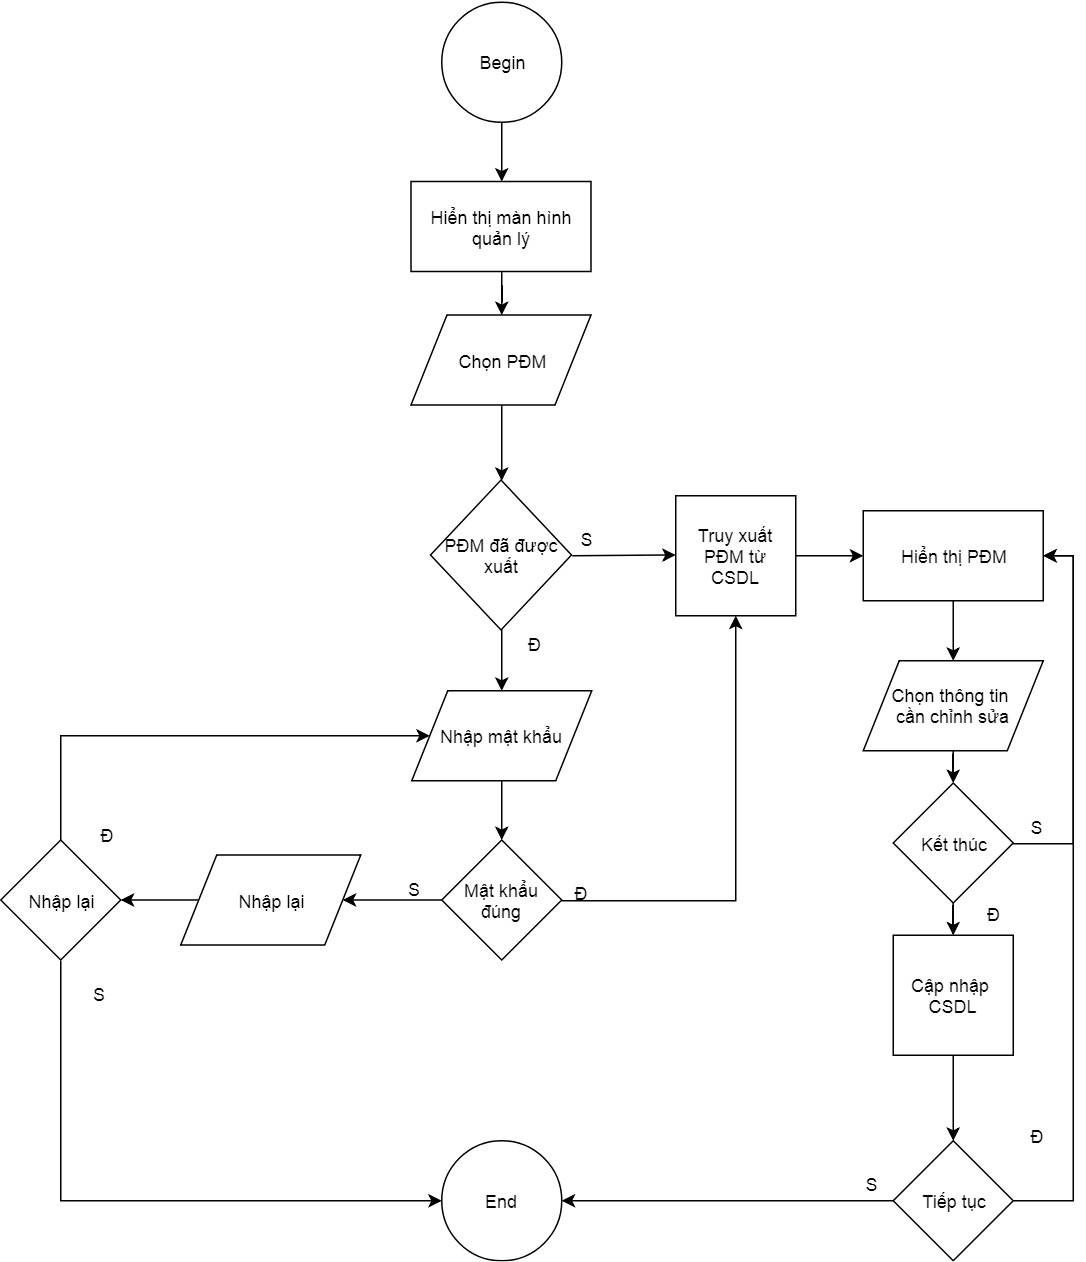 Begin
Hiển thị màn hình
quản lý
Chọn PĐM
PĐM đã được
xuất
S
Truy xuất
PĐM từ
CSDL
Hiển thị PĐM
Đ
Chọn thông tin
cần chỉnh sửa
Nhập mật khẩu
Kết thúc
S
Đ
Nhập lại
Nhập lại
S
Mật khẩu
đúng
Đ
Đ
S
Cập nhập
CSDL
Đ
S
Tiếp tục
End